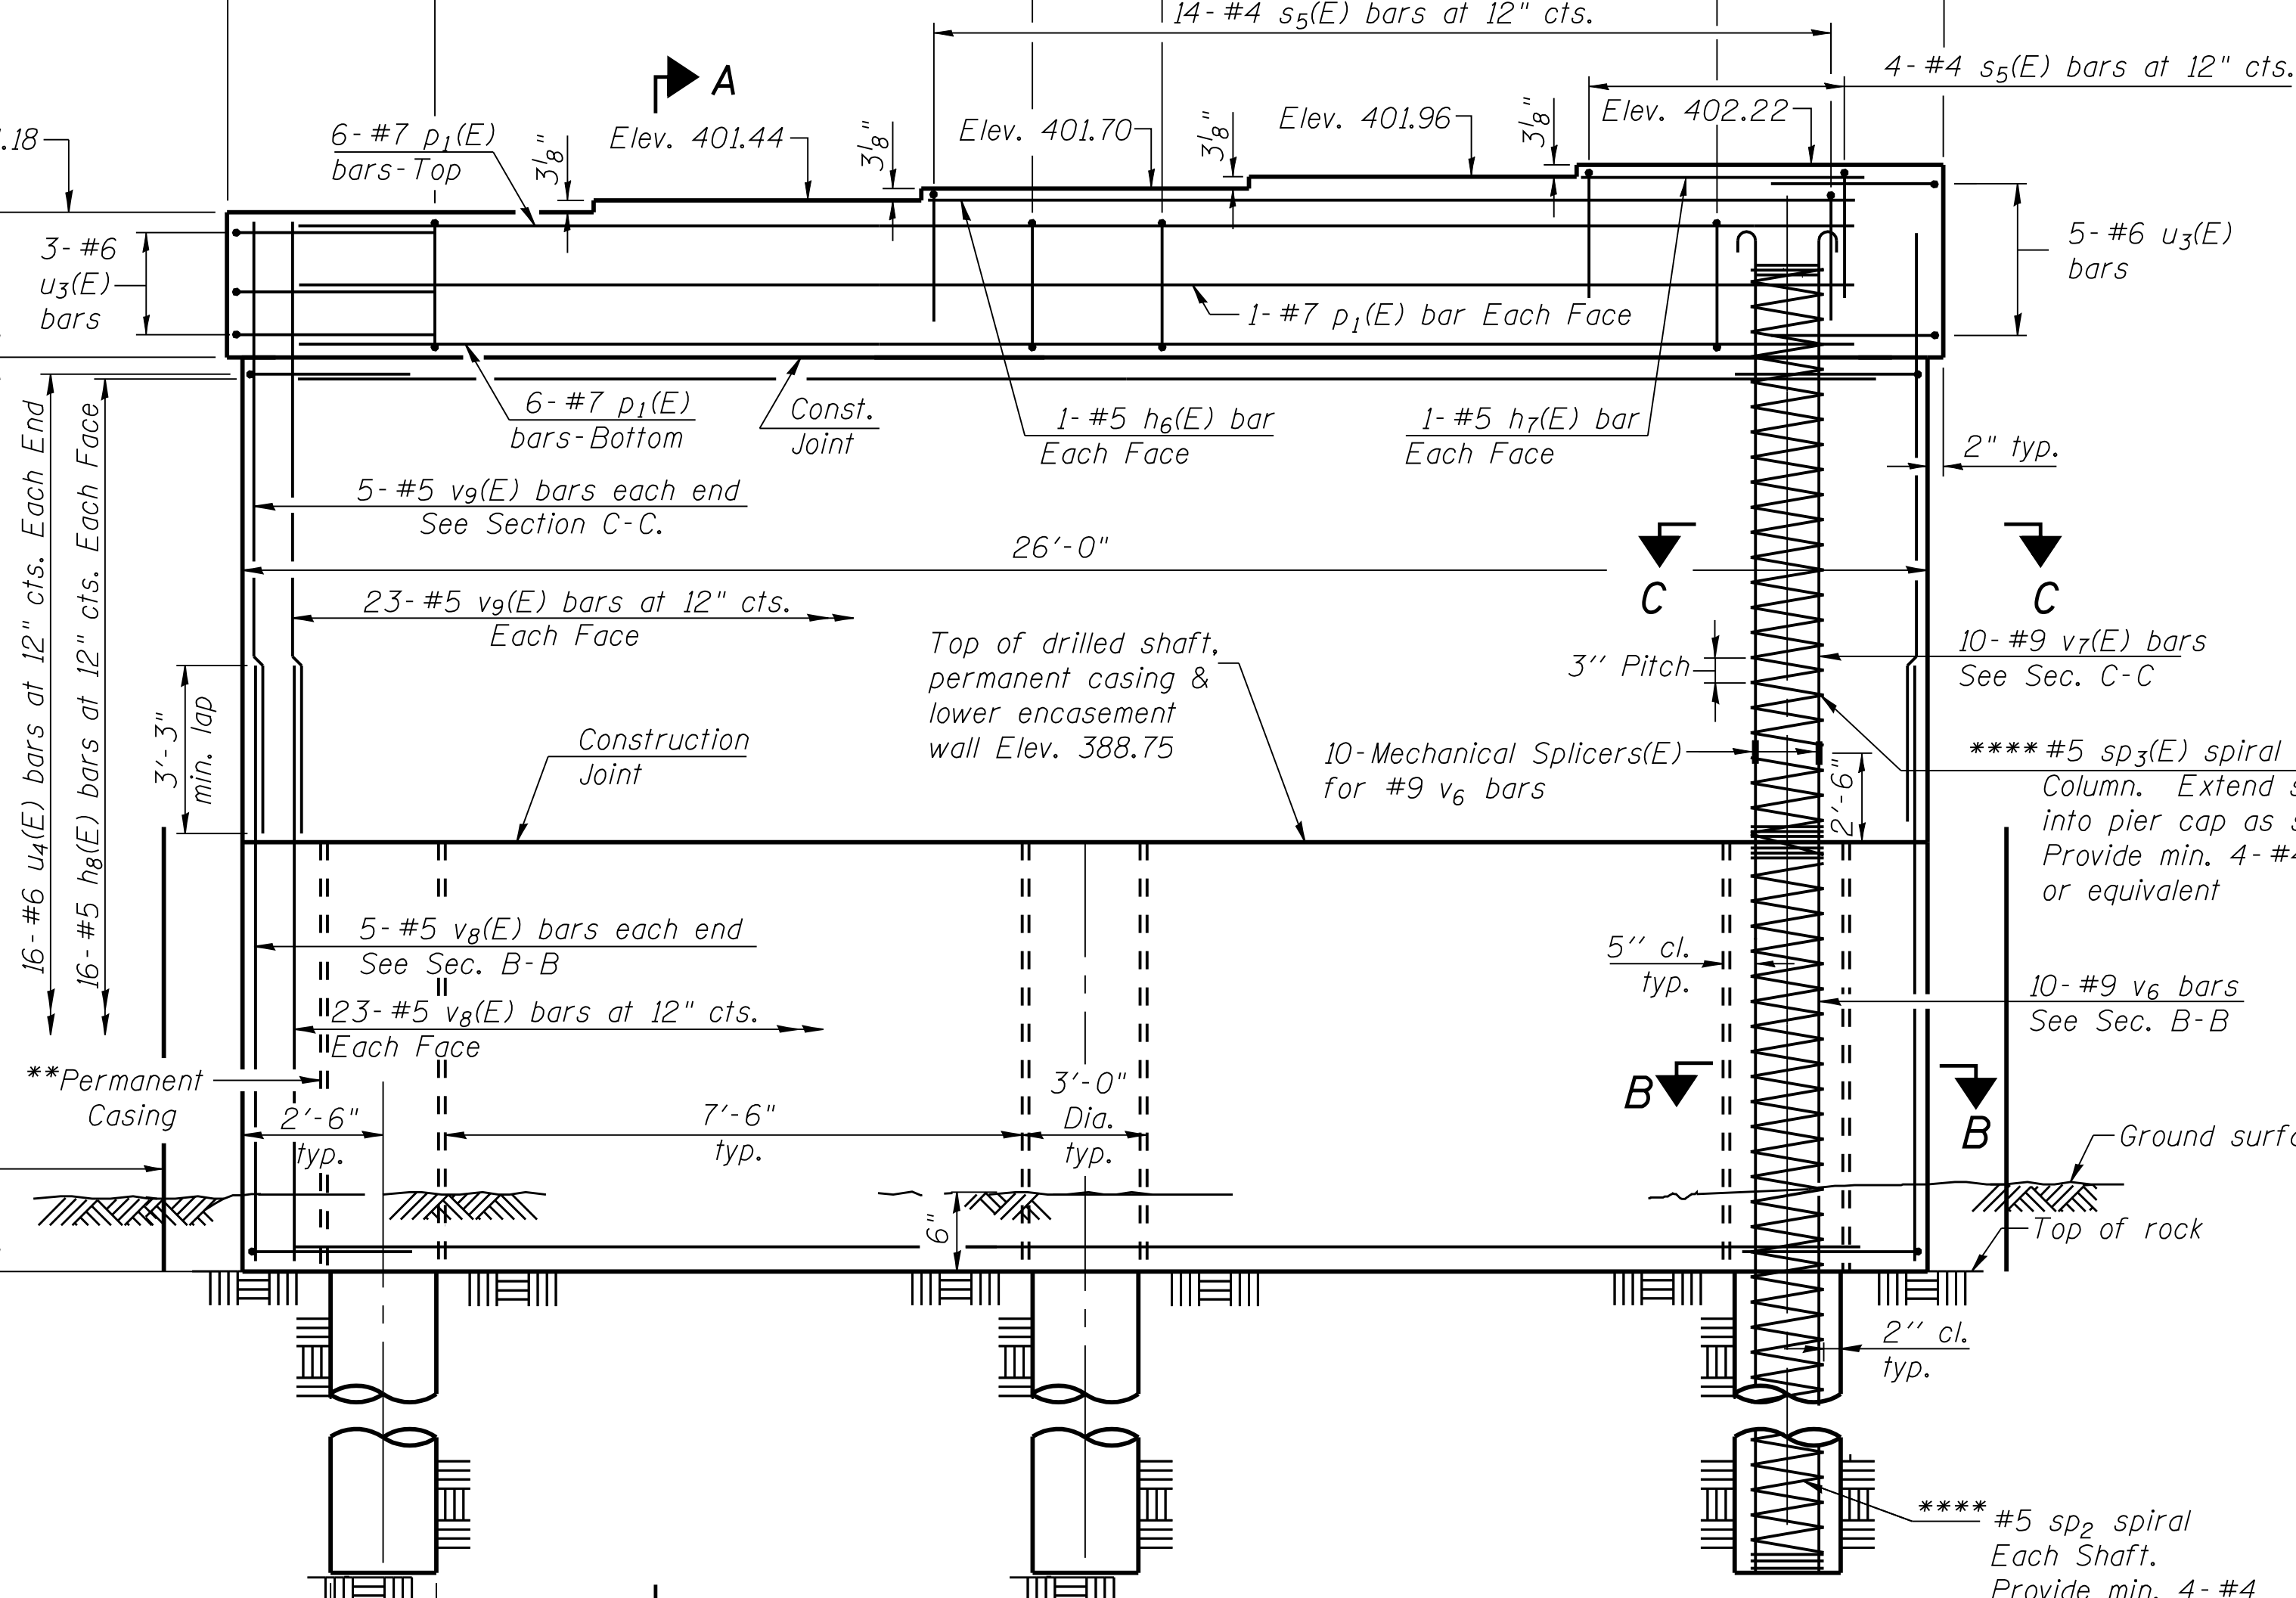 14-#4 s5(E) bars at 12" cts.
4-#4 s5(E) bars at 12" cts.
A
.18
6-#7 p1(E)
bars-Top
3⅛"
Elev. 401.44
3⅛"
Elev. 401.70
3⅛"
Elev. 401.96
3⅛"
Elev. 402.22
3-#6
u3(E)
bars
5-#6 u3(E)
bars
1-#7 p1(E) bar Each Face
6-#7 p1(E)
bars-Bottom
Const.
Joint
1-#5 h6(E) bar
Each Face
1-#5 h7(E) bar
Each Face
2" typ.
16-#6 u4(E) bars at 12" cts. Each End
16-#5 h8(E) bars at 12" cts. Each Face
5-#5 v9(E) bars each end
See Section C-C.
26'-0"
C
C
23-#5 v9(E) bars at 12" cts.
Each Face
Top of drilled shaft,
permanent casing &
lower encasement
wall Elev. 388.75
3'' Pitch
10-#9 v7(E) bars
See Sec. C-C
3'-3"
min. lap
Construction
Joint
10-Mechanical Splicers(E)
for #9 v6 bars
2'-6"
**** #5 sp3(E) spiral
Column. Extend s
into pier cap as s
Provide min. 4-#4
or equivalent
5-#5 v8(E) bars each end
See Sec. B-B
5'' cl.
typ.
10-#9 v6 bars
See Sec. B-B
23-#5 v8(E) bars at 12" cts.
Each Face
**Permanent
Casing
2'-6"
typ.
7'-6"
typ.
3'-0"
Dia.
typ.
B
B
Ground surfa
6"
Top of rock
2'' cl.
typ.
****
#5 sp2 spiral
Each Shaft.
Provide min. 4-#4